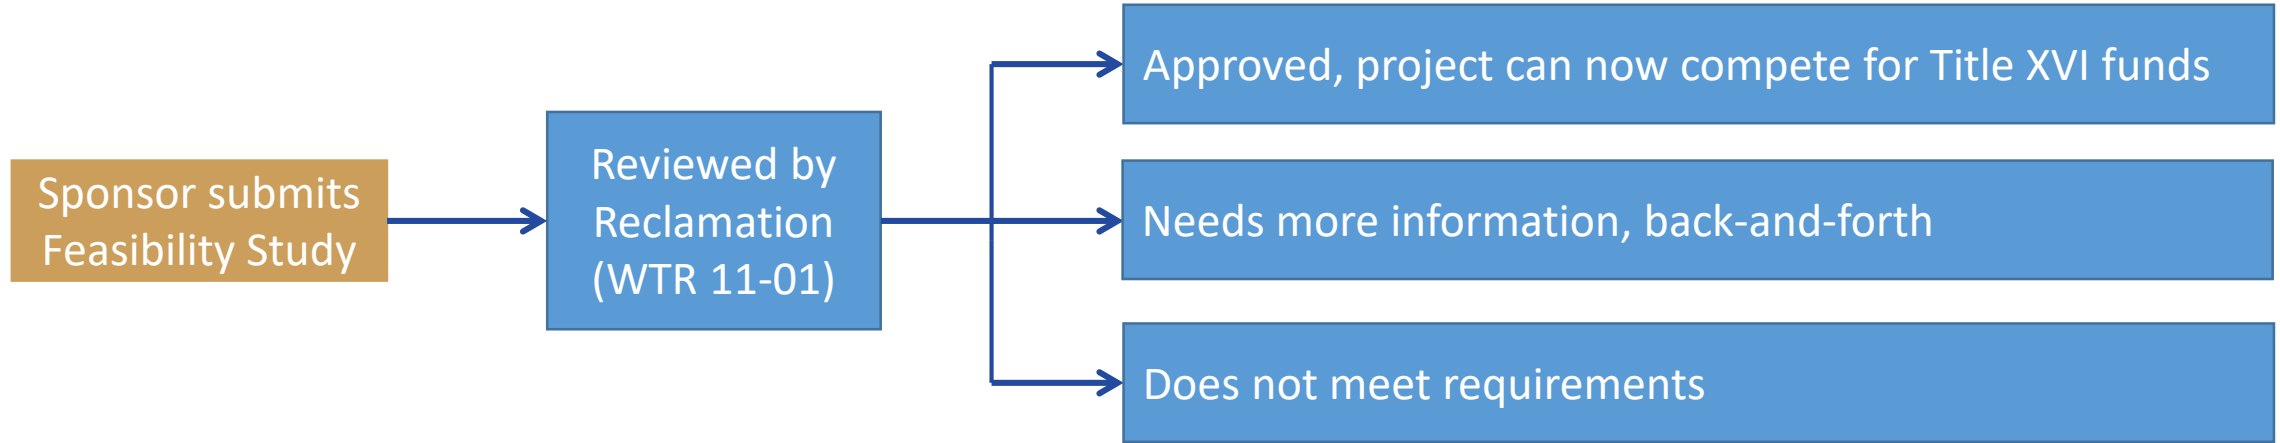 Sponsor submits
Feasibility Study
Reviewed by
Reclamation
(WTR 11-01)
Approved, project can now compete for Title XVI funds
Needs more information, back-and-forth
Does not meet requirements